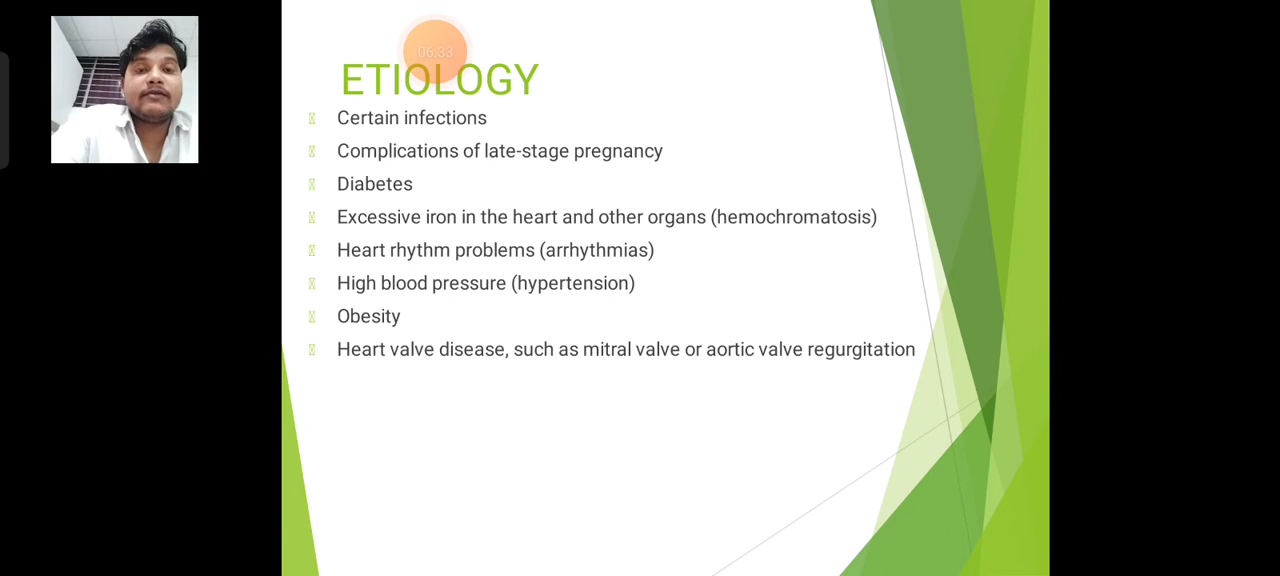 06:33
ETIOLOGY
Certain infections
Complications of late-stage pregnancy
Diabetes
Excessive iron in the heart and other organs (hemochromatosis)
Heart rhythm problems (arrhythmias)
High blood pressure (hypertension)
Obesity
Heart valve disease, such as mitral valve or aortic valve regurgitation